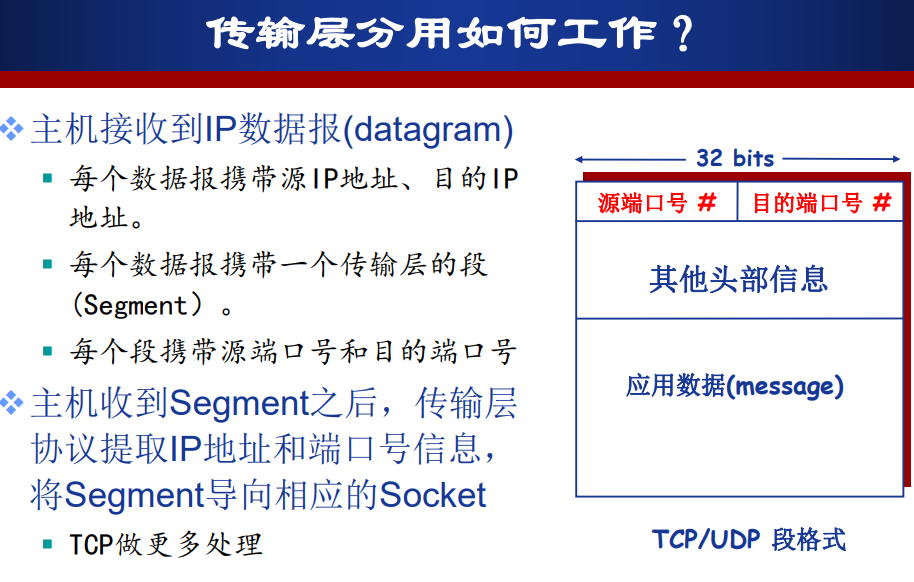 传输层分用如何工作？
主机接收到IP数据报(datagram)
每个数据报携带源IP地址、目的IP
地址。
每个数据报携带一个传输层的段
(Segment）。
每个段携带源端口号和目的端口号
主机收到Segment之后，传输层
协议提取IP地址和端口号信息，
将Segment导向相应的Socket
TCP做更多处理
32 bits
源端口号 # 目的端口号 #
其他头部信息
应用数据(message)
TCP/UDP 段格式